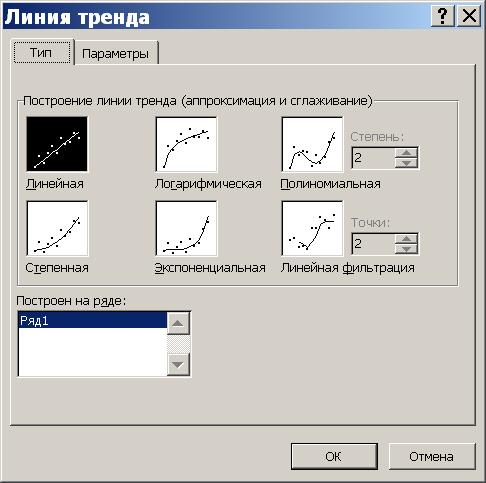 Линия тренда
Тип Параметры
Построение линии тренда (аппроксимация и сглаживание)
Степень:
2
Линейная Логарифмическая Полиномиальная
Точки:
2
Степенная Экспоненциальная Линейная фильтрация
Построен на ряде:
Ряд1
ОК Отмена